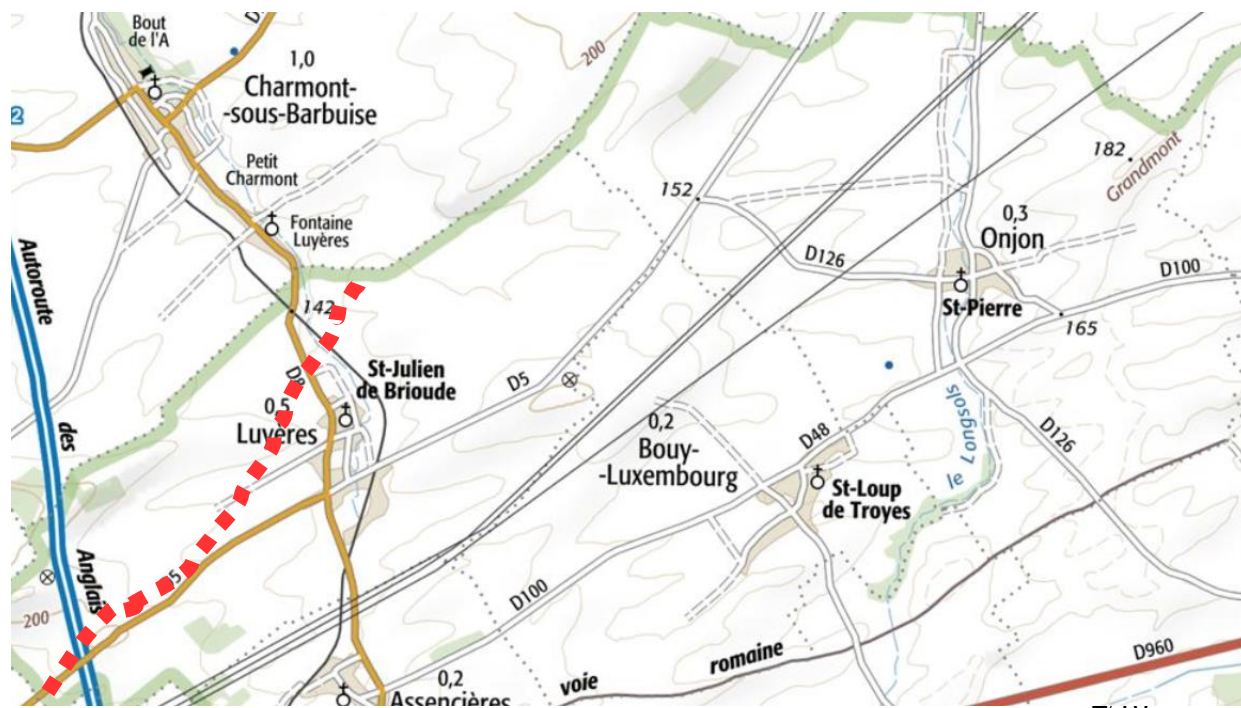 Bout
de l'A
1,0
Charmont-
-sous-Barbuise
200
2
Petit
Charmont
Fontaine
Luyères
152
182
Grandmont
0,3
Onjon
D126
D100
St-Pierre
165
142
Autoroute
des
Anglais
St-Julien
de Brioude
0,5
Luyères
D5
0,2
Bouy-
-Luxembourg
D48
St-Loup
de Troyes
le Longsols
D126
200
D100
voie
romaine
D960
0,2
Assencières